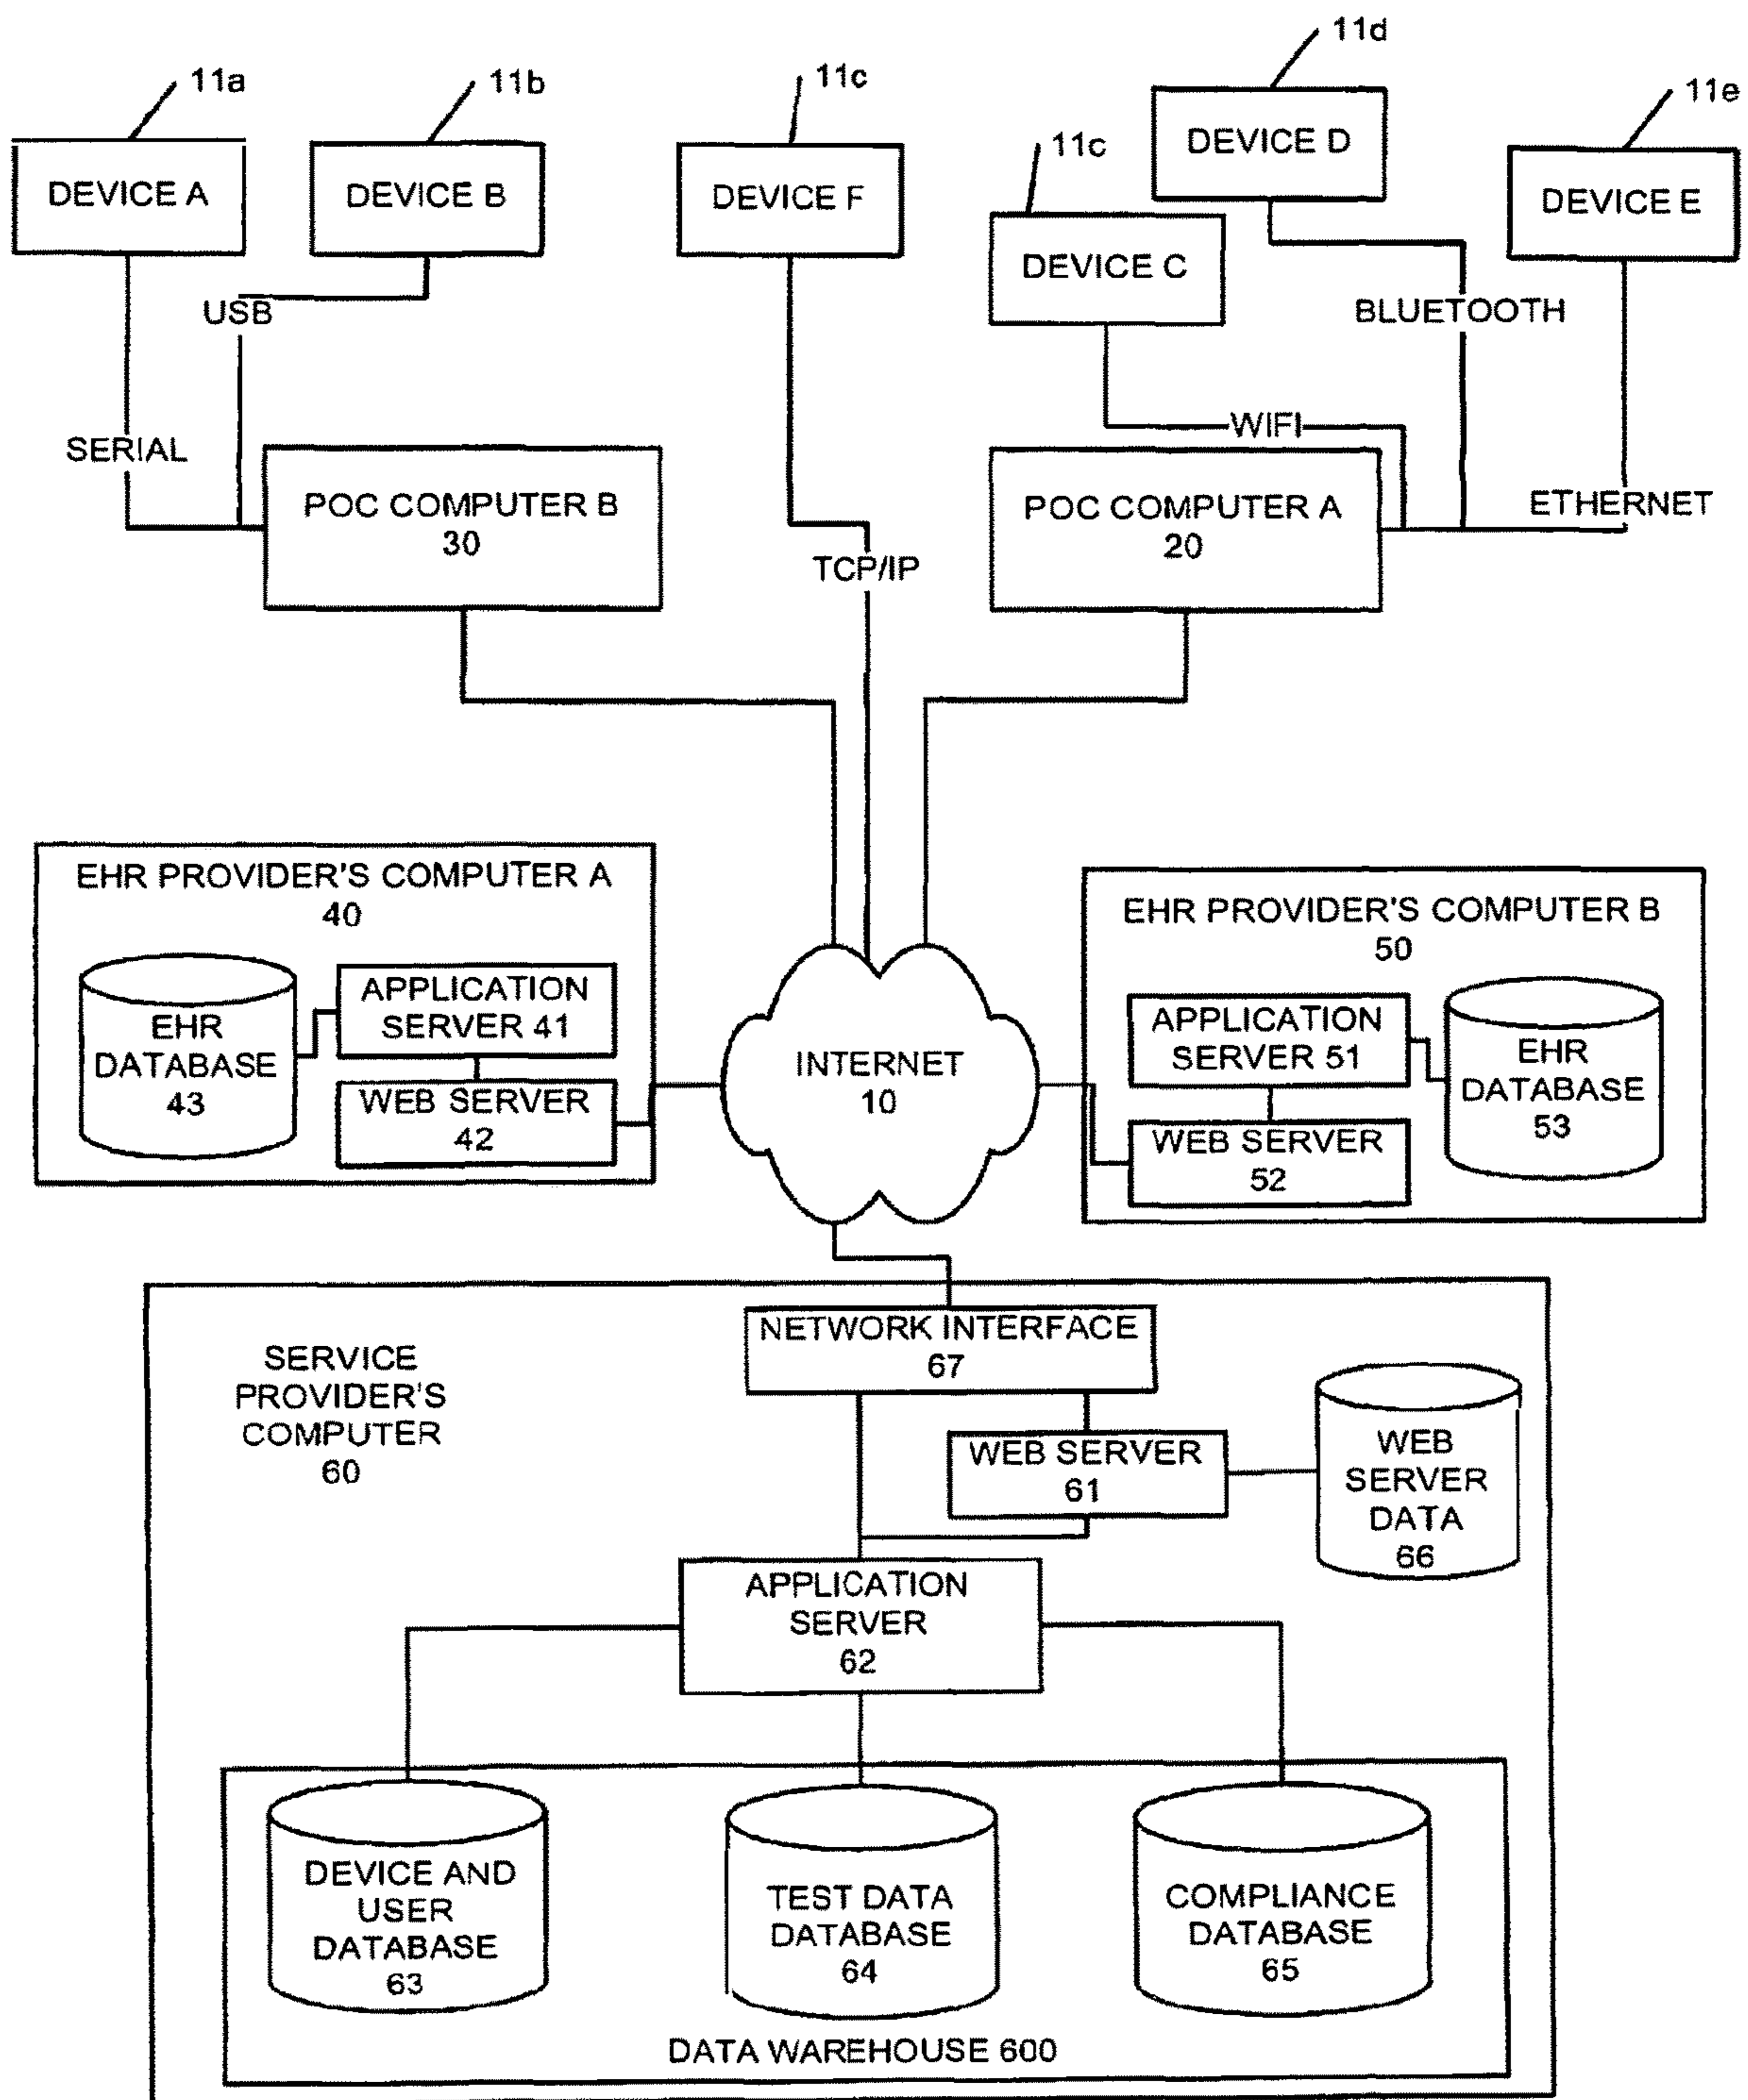 11a
11b
11c
11d
11c
11e
DEVICE A
DEVICE B
DEVICE F
DEVICE C
DEVICE D
DEVICE E
USB
BLUETOOTH
SERIAL
WIFI
ETHERNET
POC COMPUTER B
30
TCP/IP
POC COMPUTER A
20
EHR PROVIDER'S COMPUTER A
40
EHR
DATABASE
43
APPLICATION
SERVER 41
WEB SERVER
42
INTERNET
10
EHR PROVIDER'S COMPUTER B
50
APPLICATION
SERVER 51
WEB SERVER
52
EHR
DATABASE
53
SERVICE
PROVIDER'S
COMPUTER
60
NETWORK INTERFACE
67
WEB SERVER
61
WEB
SERVER
DATA
66
APPLICATION
SERVER
62
DEVICE AND
USER
DATABASE
63
TEST DATA
DATABASE
64
COMPLIANCE
DATABASE
65
DATA WAREHOUSE 600